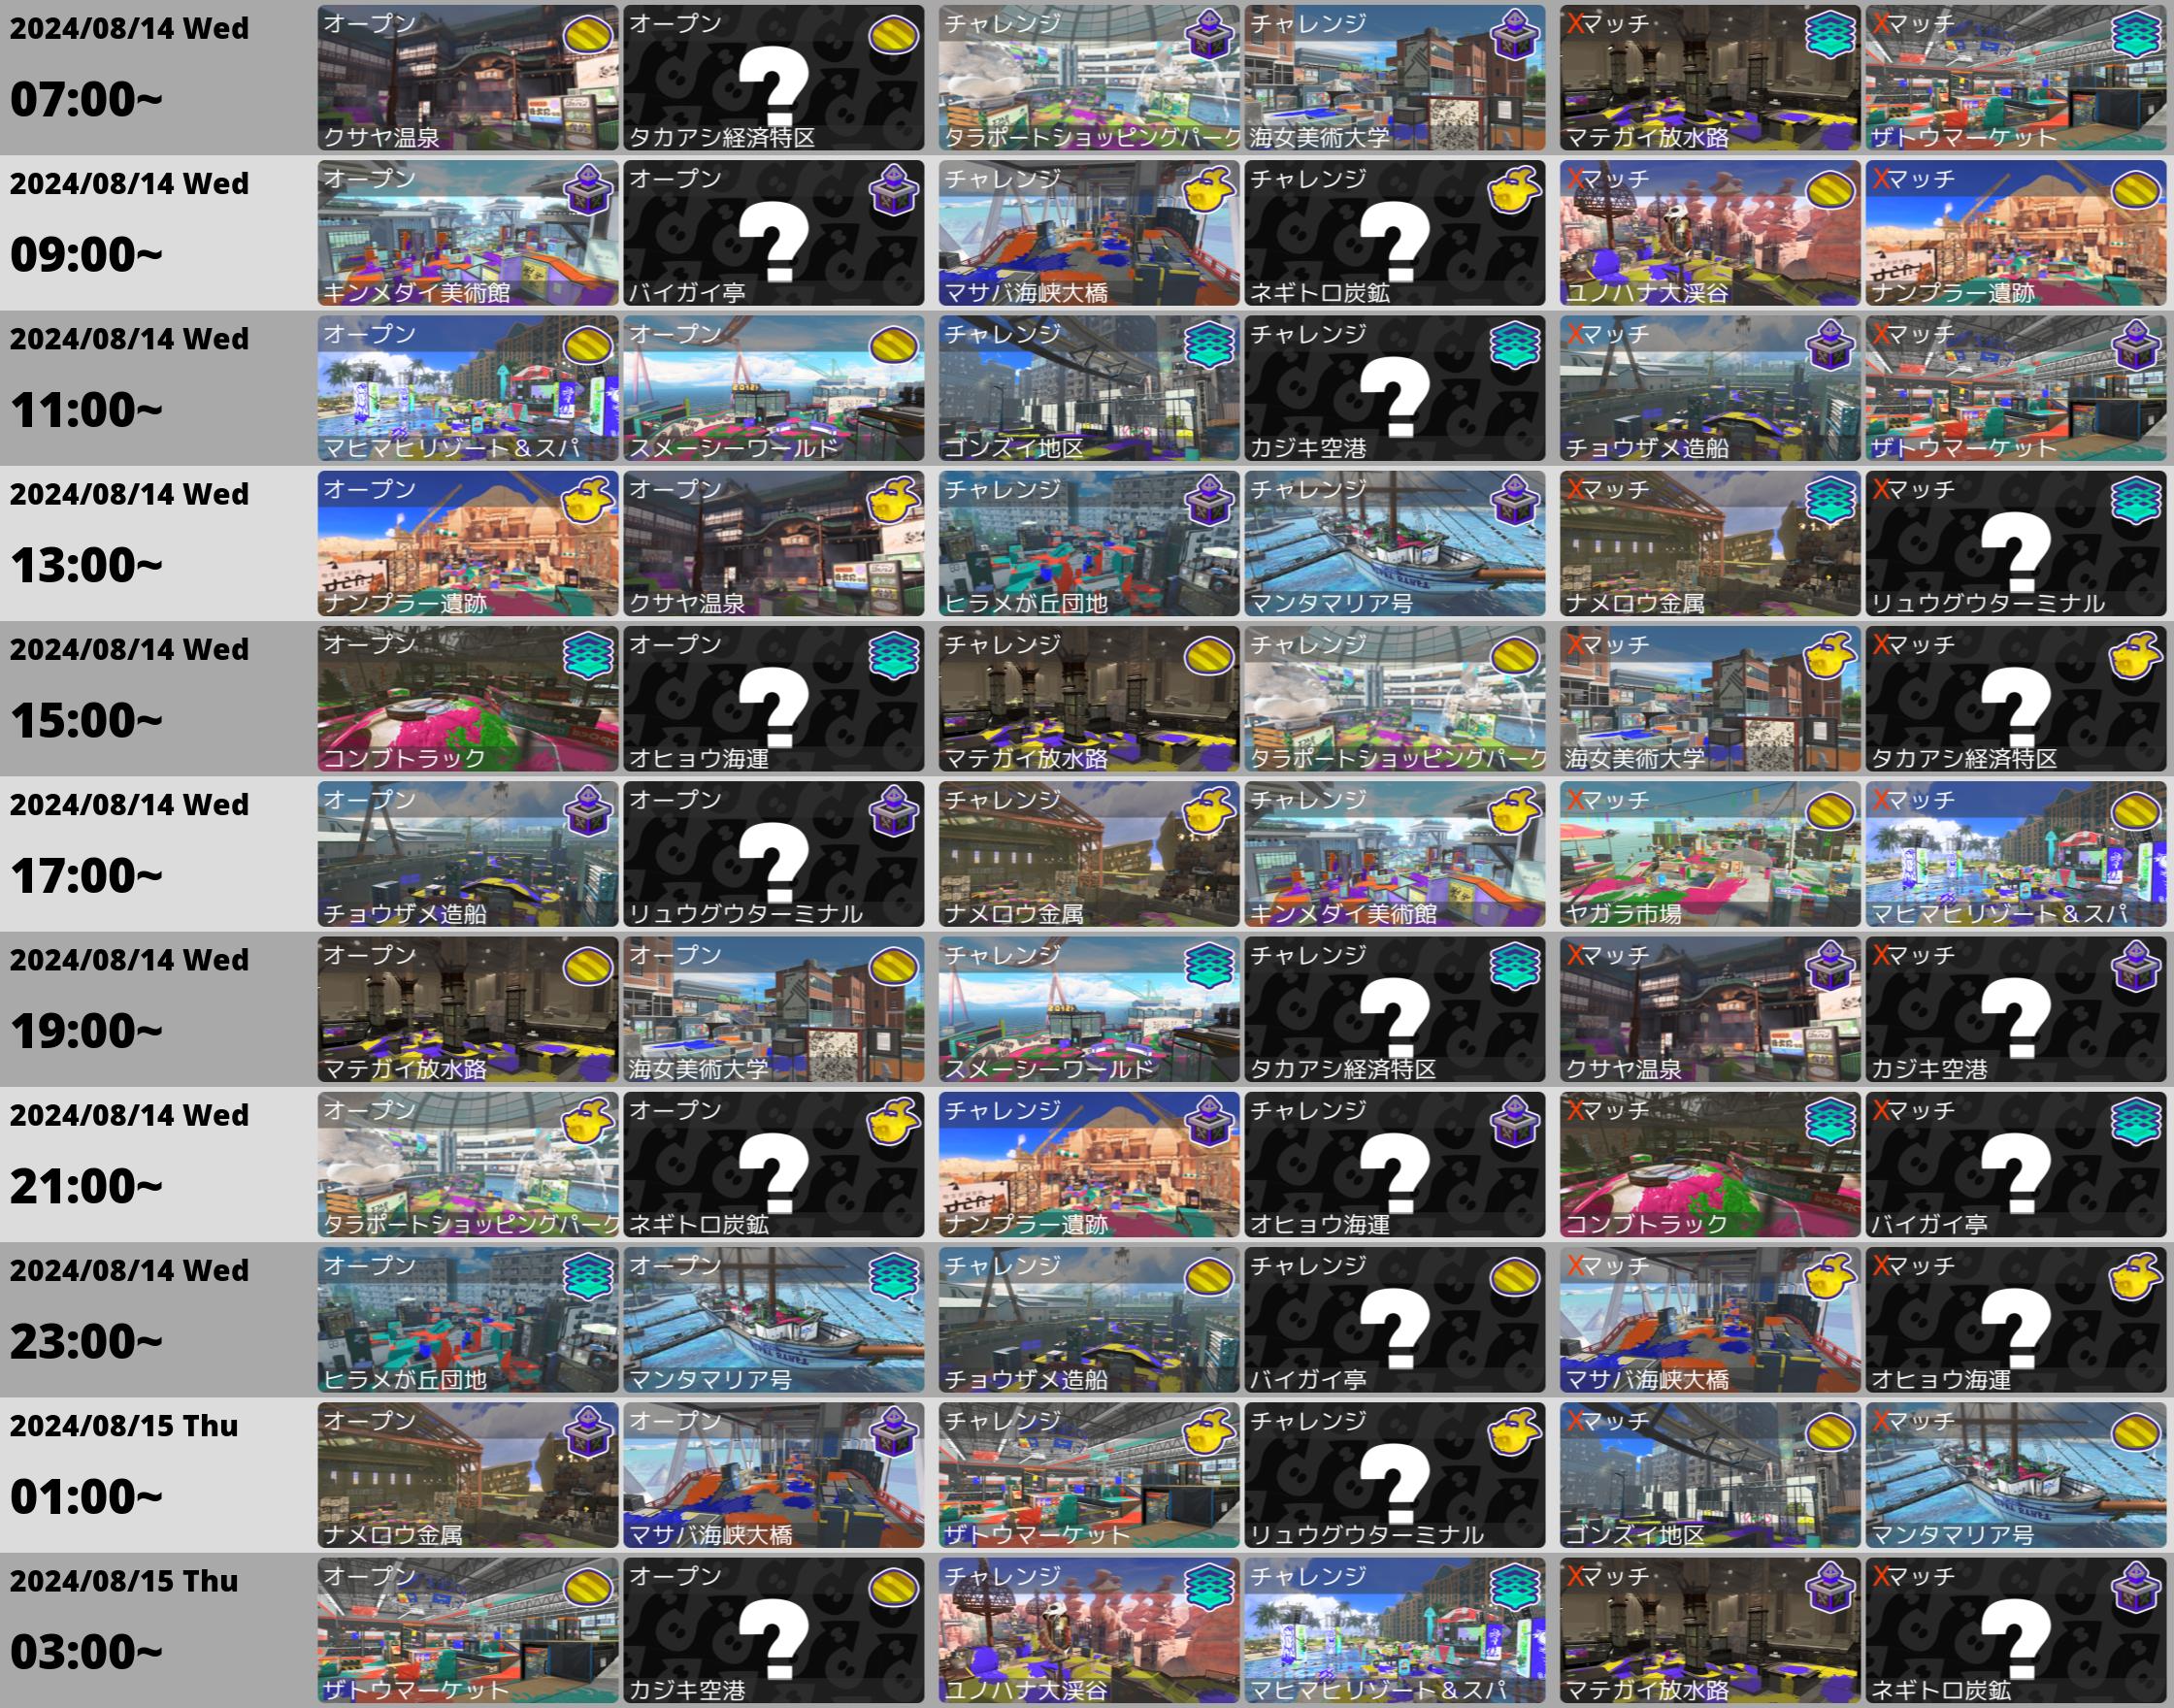 2024/08/14 Wed
07:00~
オープン オープン チャレンジ チャレンジ Xマッチ Xマッチ
クサヤ温泉 タカアシ経済特区 タラポートショッピングパーク 海女美術大学 マテガイ放水路 ザトウマーケット
2024/08/14 Wed
09:00~
オープン オープン チャレンジ チャレンジ Xマッチ Xマッチ
キンメダイ美術館 バイガイ亭 マサバ海峡大橋 ネギトロ炭鉱 ユノハナ大渓谷 ナンプラー遺跡
2024/08/14 Wed
11:00~
オープン オープン チャレンジ チャレンジ Xマッチ Xマッチ
マヒマヒリゾート＆スパ スメーシーワールド ゴンズイ地区 カジキ空港 チョウザメ造船 ザトウマーケット
2024/08/14 Wed
13:00~
オープン オープン チャレンジ チャレンジ Xマッチ Xマッチ
ナンプラー遺跡 クサヤ温泉 ヒラメが丘団地 マンタマリア号 ナメロウ金属 リュウグウターミナル
2024/08/14 Wed
15:00~
オープン オープン チャレンジ チャレンジ Xマッチ Xマッチ
コンブトラック オヒョウ海運 マテガイ放水路 タラポートショッピングパーク 海女美術大学 タカアシ経済特区
2024/08/14 Wed
17:00~
オープン オープン チャレンジ チャレンジ Xマッチ Xマッチ
チョウザメ造船 リュウグウターミナル ナメロウ金属 キンメダイ美術館 ヤガラ市場 マヒマヒリゾート＆スパ
2024/08/14 Wed
19:00~
オープン オープン チャレンジ チャレンジ Xマッチ Xマッチ
マテガイ放水路 海女美術大学 スメーシーワールド タカアシ経済特区 クサヤ温泉 カジキ空港
2024/08/14 Wed
21:00~
オープン オープン チャレンジ チャレンジ Xマッチ Xマッチ
タラポートショッピングパーク ネギトロ炭鉱 ナンプラー遺跡 オヒョウ海運 コンブトラック バイガイ亭
2024/08/14 Wed
23:00~
オープン オープン チャレンジ チャレンジ Xマッチ Xマッチ
ヒラメが丘団地 マンタマリア号 チョウザメ造船 バイガイ亭 マサバ海峡大橋 オヒョウ海運
2024/08/15 Thu
01:00~
オープン オープン チャレンジ チャレンジ Xマッチ Xマッチ
ナメロウ金属 マサバ海峡大橋 ザトウマーケット リュウグウターミナル ゴンズイ地区 マンタマリア号
2024/08/15 Thu
03:00~
オープン オープン チャレンジ チャレンジ Xマッチ Xマッチ
ザトウマーケット カジキ空港 ユノハナ大渓谷 マヒマヒリゾート＆スパ マテガイ放水路 ネギトロ炭鉱